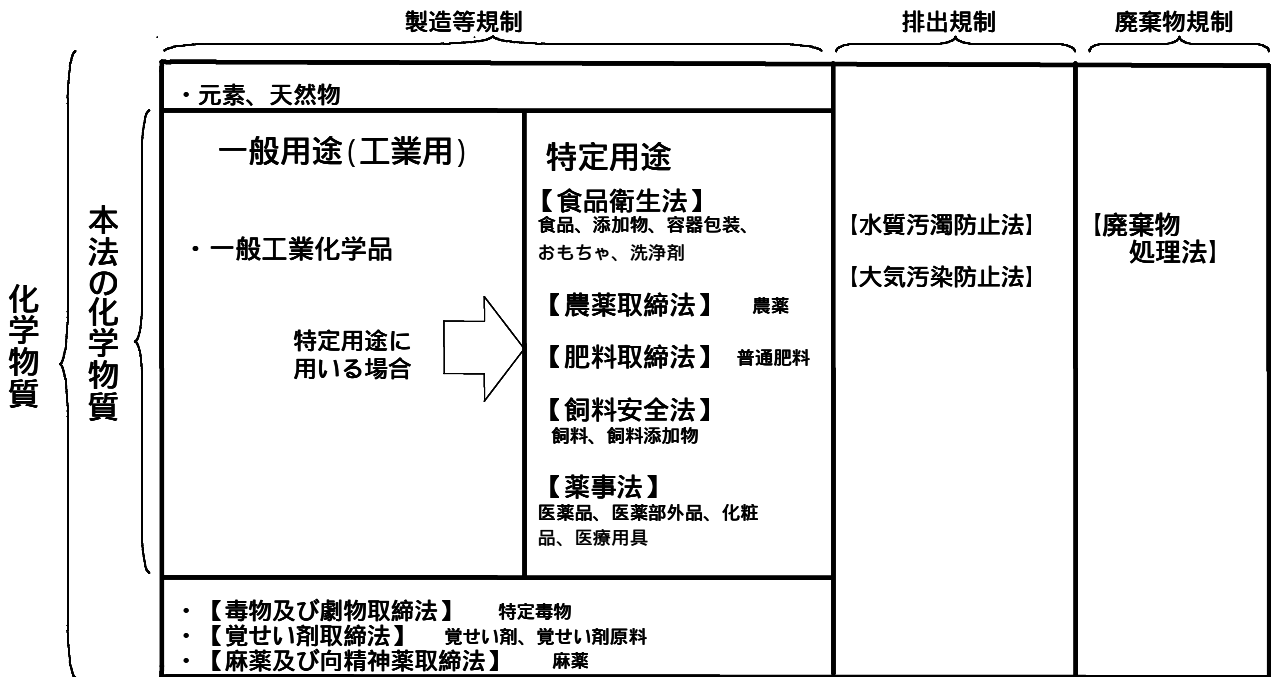 製造等規制
排出規制
廃棄物規制
化学物質
本法の化学物質
・元素、天然物
一般用途(工業用)
・一般工業化学品
特定用途に
用いる場合
特定用途
【食品衛生法】
食品、添加物、容器包装、
おもちゃ、洗浄剤
【農薬取締法】 農薬
【肥料取締法】 普通肥料
【飼料安全法】
飼料、飼料添加物
【薬事法】
医薬品、医薬部外品、化粧
品、医療用具
・【毒物及び劇物取締法】 特定毒物
・【覚せい剤取締法】 覚せい剤、覚せい剤原料
・【麻薬及び向精神薬取締法】 麻薬
【水質汚濁防止法】
【大気汚染防止法】
【廃棄物
処理法】